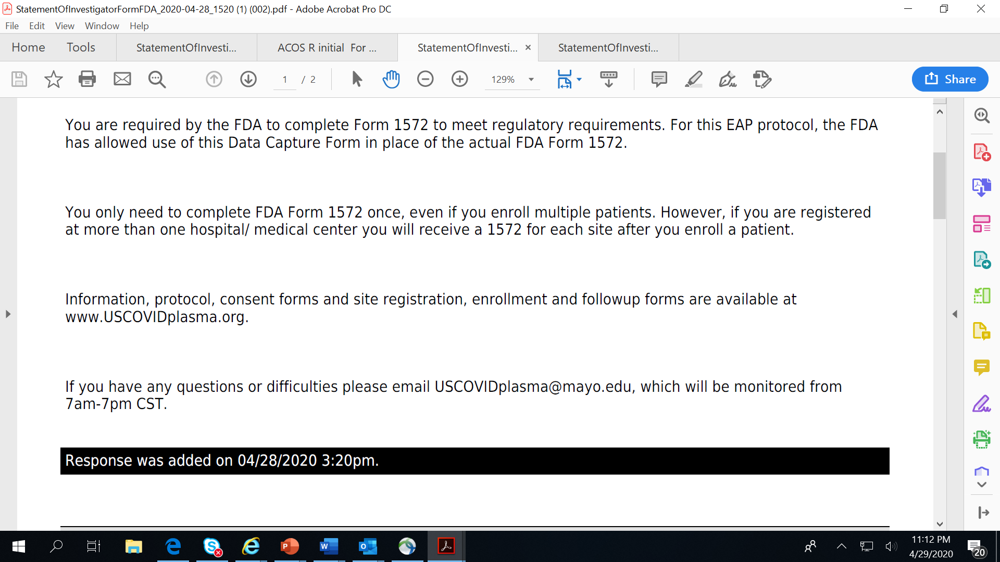 StatementOfInvestigatorFormFDA_2020-04-28_1520 (1) (002).pdf - Adobe Acrobat Pro DC
File Edit View Window Help
Home Tools StatementOfInvesti... ACOS R initial For ... StatementOfInvesti... × StatementOfInvesti...
1 / 2 129% Share
You are required by the FDA to complete Form 1572 to meet regulatory requirements. For this EAP protocol, the FDA
has allowed use of this Data Capture Form in place of the actual FDA Form 1572.
You only need to complete FDA Form 1572 once, even if you enroll multiple patients. However, if you are registered
at more than one hospital/ medical center you will receive a 1572 for each site after you enroll a patient.
Information, protocol, consent forms and site registration, enrollment and followup forms are available at
www.USCOVIDplasma.org.
If you have any questions or difficulties please email USCOVIDplasma@mayo.edu, which will be monitored from
7am-7pm CST.
Response was added on 04/28/2020 3:20pm.
11:12 PM
4/29/2020
20